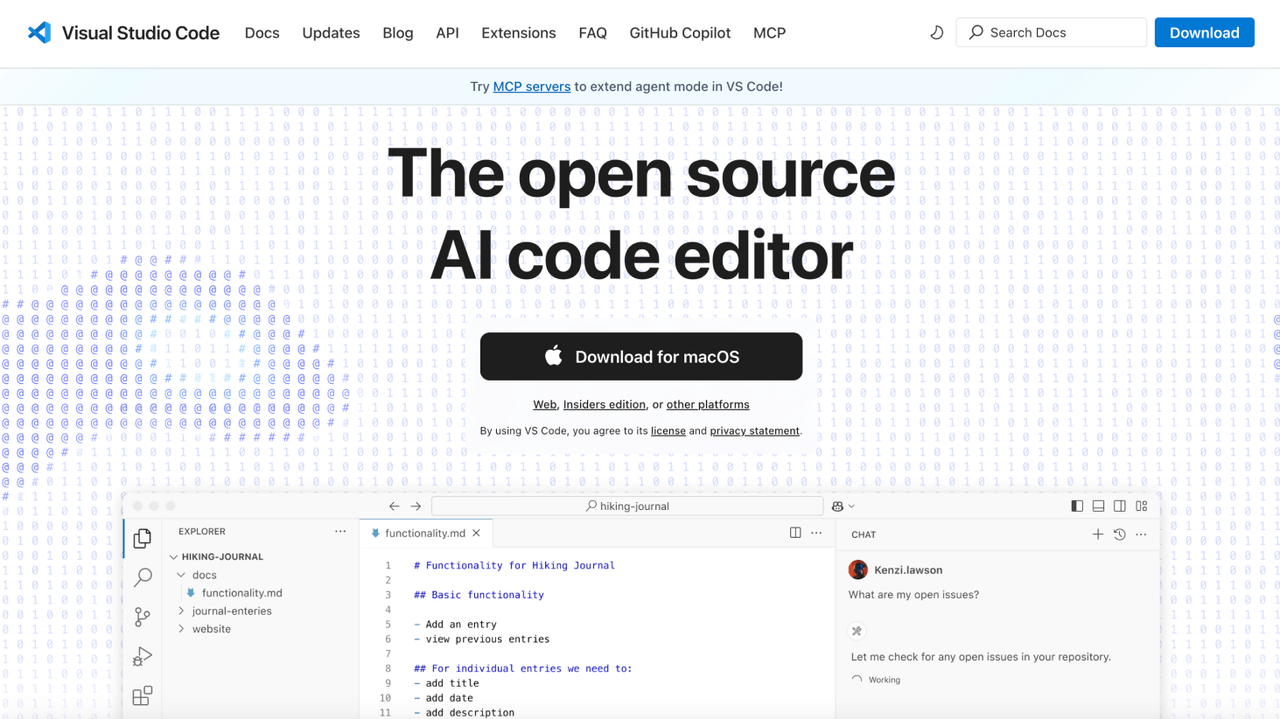 Visual Studio Code Docs Updates Blog API Extensions FAQ GitHub Copilot MCP Search Docs Download
Try MCP servers to extend agent mode in VS Code!
The open source
AI code editor
Download for macOS
Web, Insiders edition, or other platforms
By using VS Code, you agree to its license and privacy statement.
hiking-journal
EXPLORER
HIKING-JOURNAL
docs
functionality.md
journal-enteries
website
functionality.md
1 # Functionality for Hiking Journal
2
3 ## Basic functionality
4
5 - Add an entry
6 - view previous entries
7
8 ## For individual entries we need to:
9 - add title
10 - add date
11 - add description
CHAT
Kenzi.lawson
What are my open issues?
Let me check for any open issues in your repository.
Working